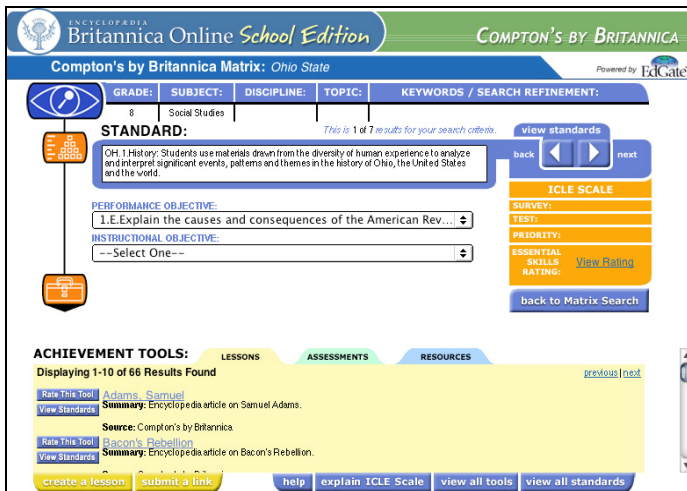 ENCYCLOPÆDIA
Britannica Online School Edition
COMPTON'S BY BRITANNICA
Compton's by Britannica Matrix: Ohio State
Powered by EdGate
GRADE: SUBJECT: DISCIPLINE: TOPIC: KEYWORDS / SEARCH REFINEMENT:
8 Social Studies
STANDARD:
This is 1 of 7 results for your search criteria.
view standards
OH.1.History: Students use materials drawn from the diversity of human experience to analyze
and interpret significant events, patterns and themes in the history of Ohio, the United States
and the world.
back next
ICLE SCALE
SURVEY:
TEST:
PRIORITY:
ESSENTIAL
SKILLS
RATING:
View Rating
PERFORMANCE OBJECTIVE:
1.E.Explain the causes and consequences of the American Rev...
INSTRUCTIONAL OBJECTIVE:
--Select One--
back to Matrix Search
ACHIEVEMENT TOOLS: LESSONS ASSESSMENTS RESOURCES
Displaying 1-10 of 66 Results Found
previous | next
Rate This Tool Adams, Samuel
View Standards Summary: Encyclopedia article on Samuel Adams.
Source: Compton's by Britannica
Rate This Tool Bacon's Rebellion
View Standards Summary: Encyclopedia article on Bacon's Rebellion.
create a lesson submit a link help explain ICLE Scale view all tools view all standards